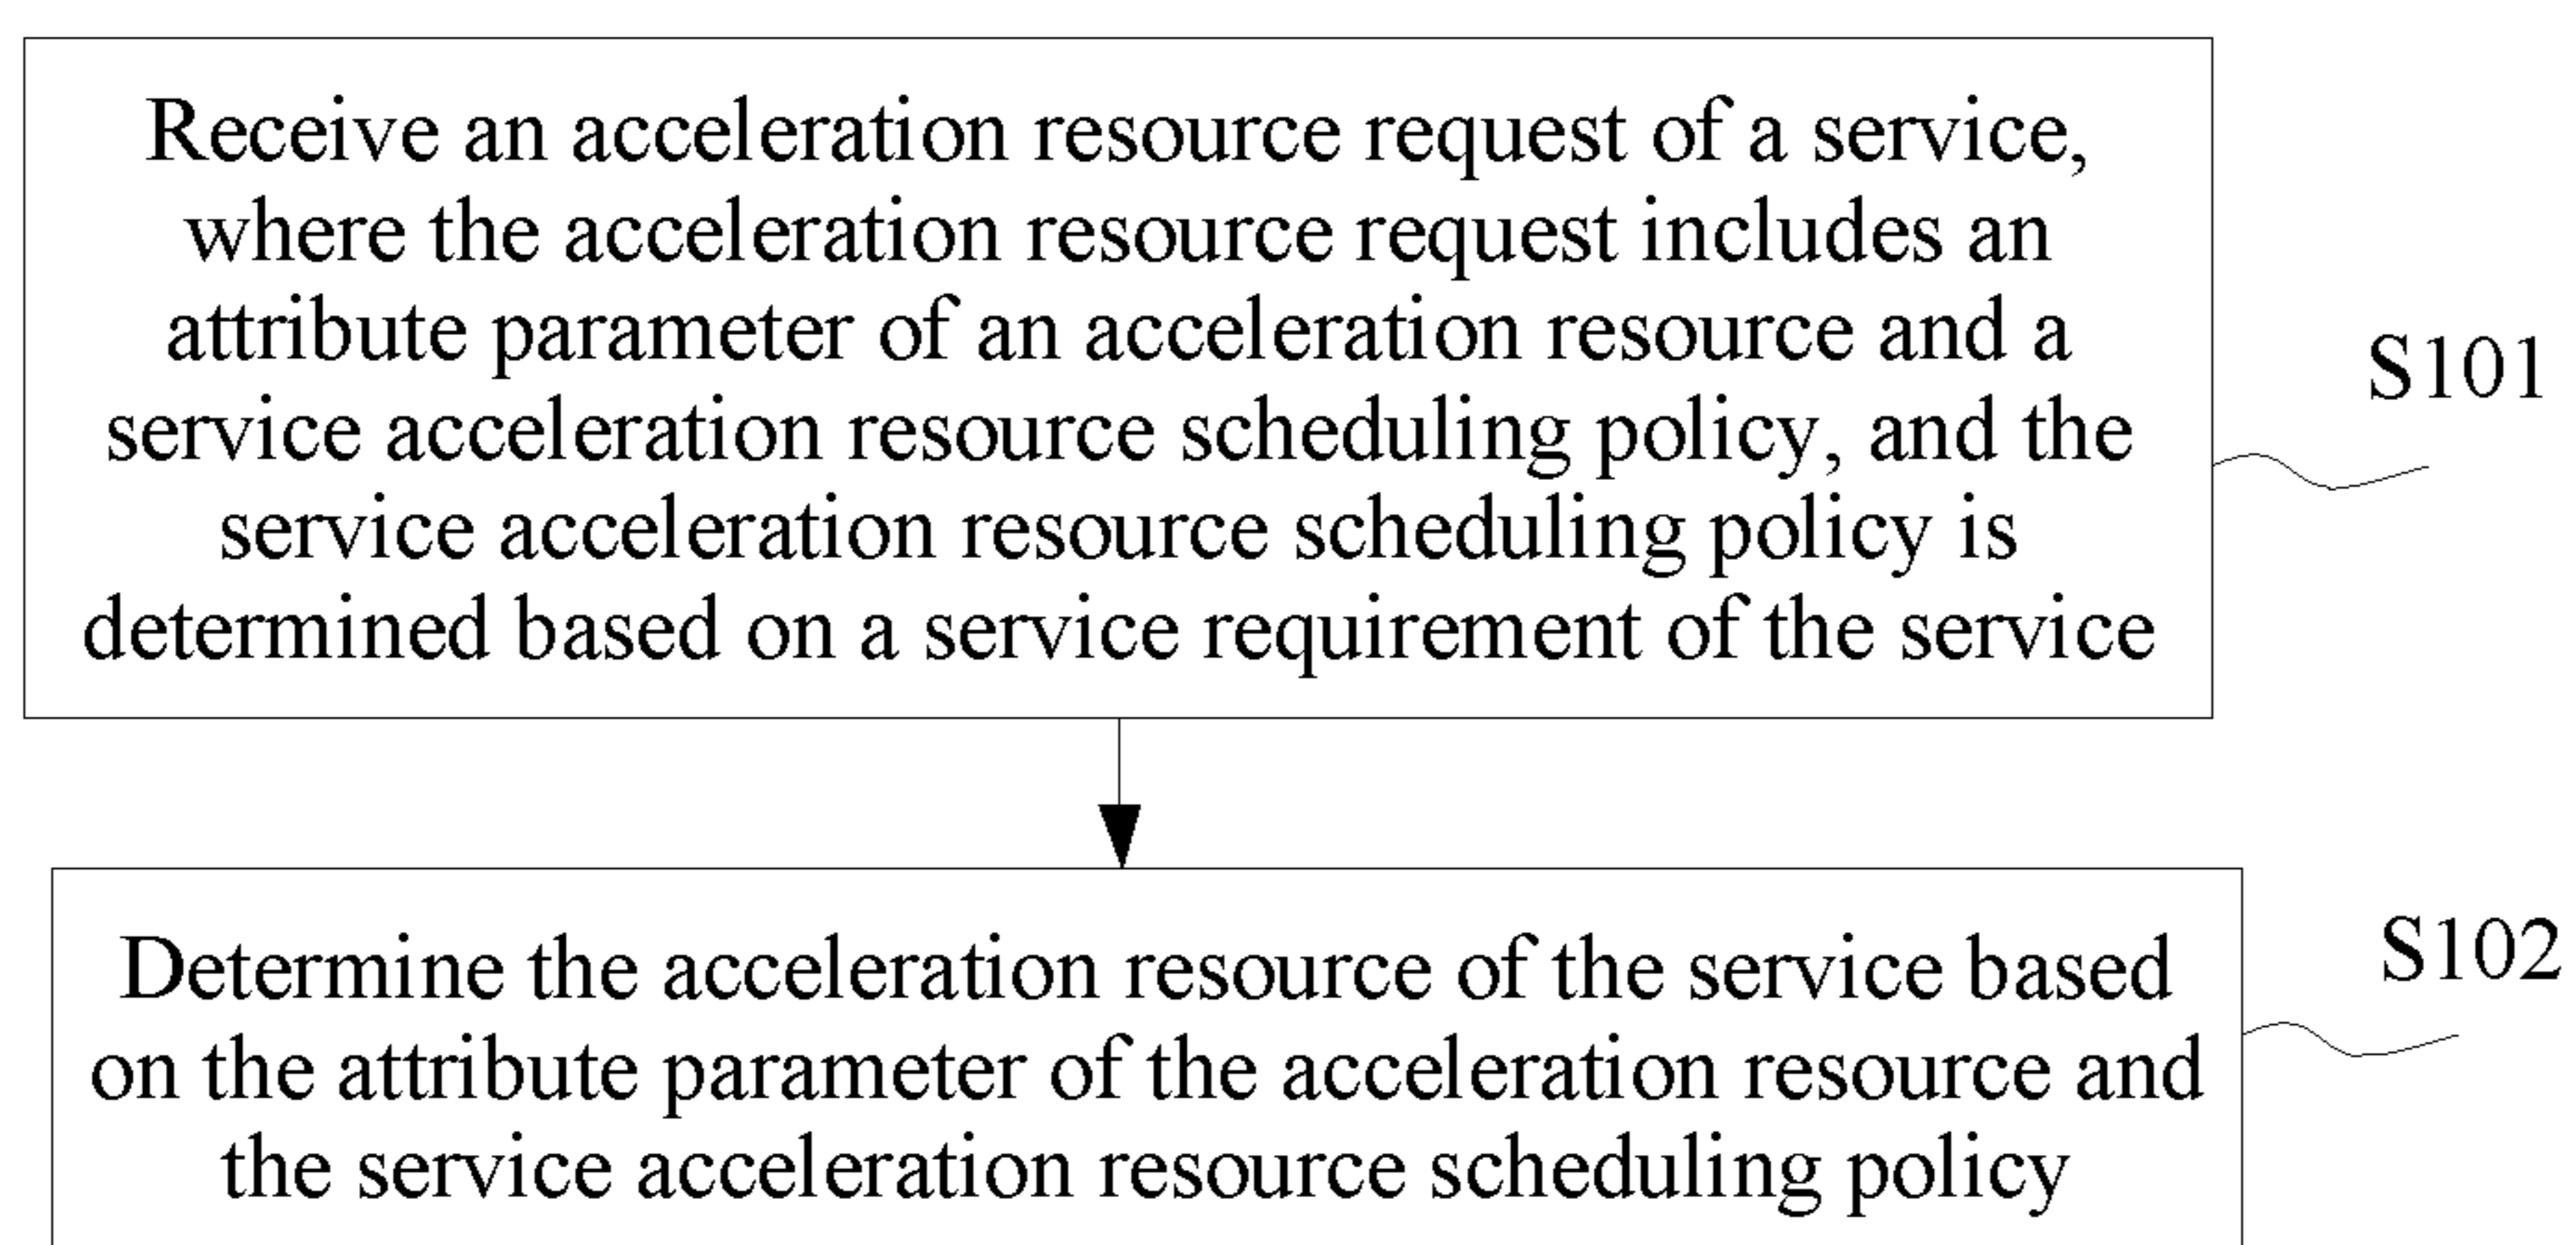 Receive an acceleration resource request of a service,
where the acceleration resource request includes an
attribute parameter of an acceleration resource and a
service acceleration resource scheduling policy, and the
service acceleration resource scheduling policy is
determined based on a service requirement of the service
S101
Determine the acceleration resource of the service based
on the attribute parameter of the acceleration resource and
the service acceleration resource scheduling policy
S102